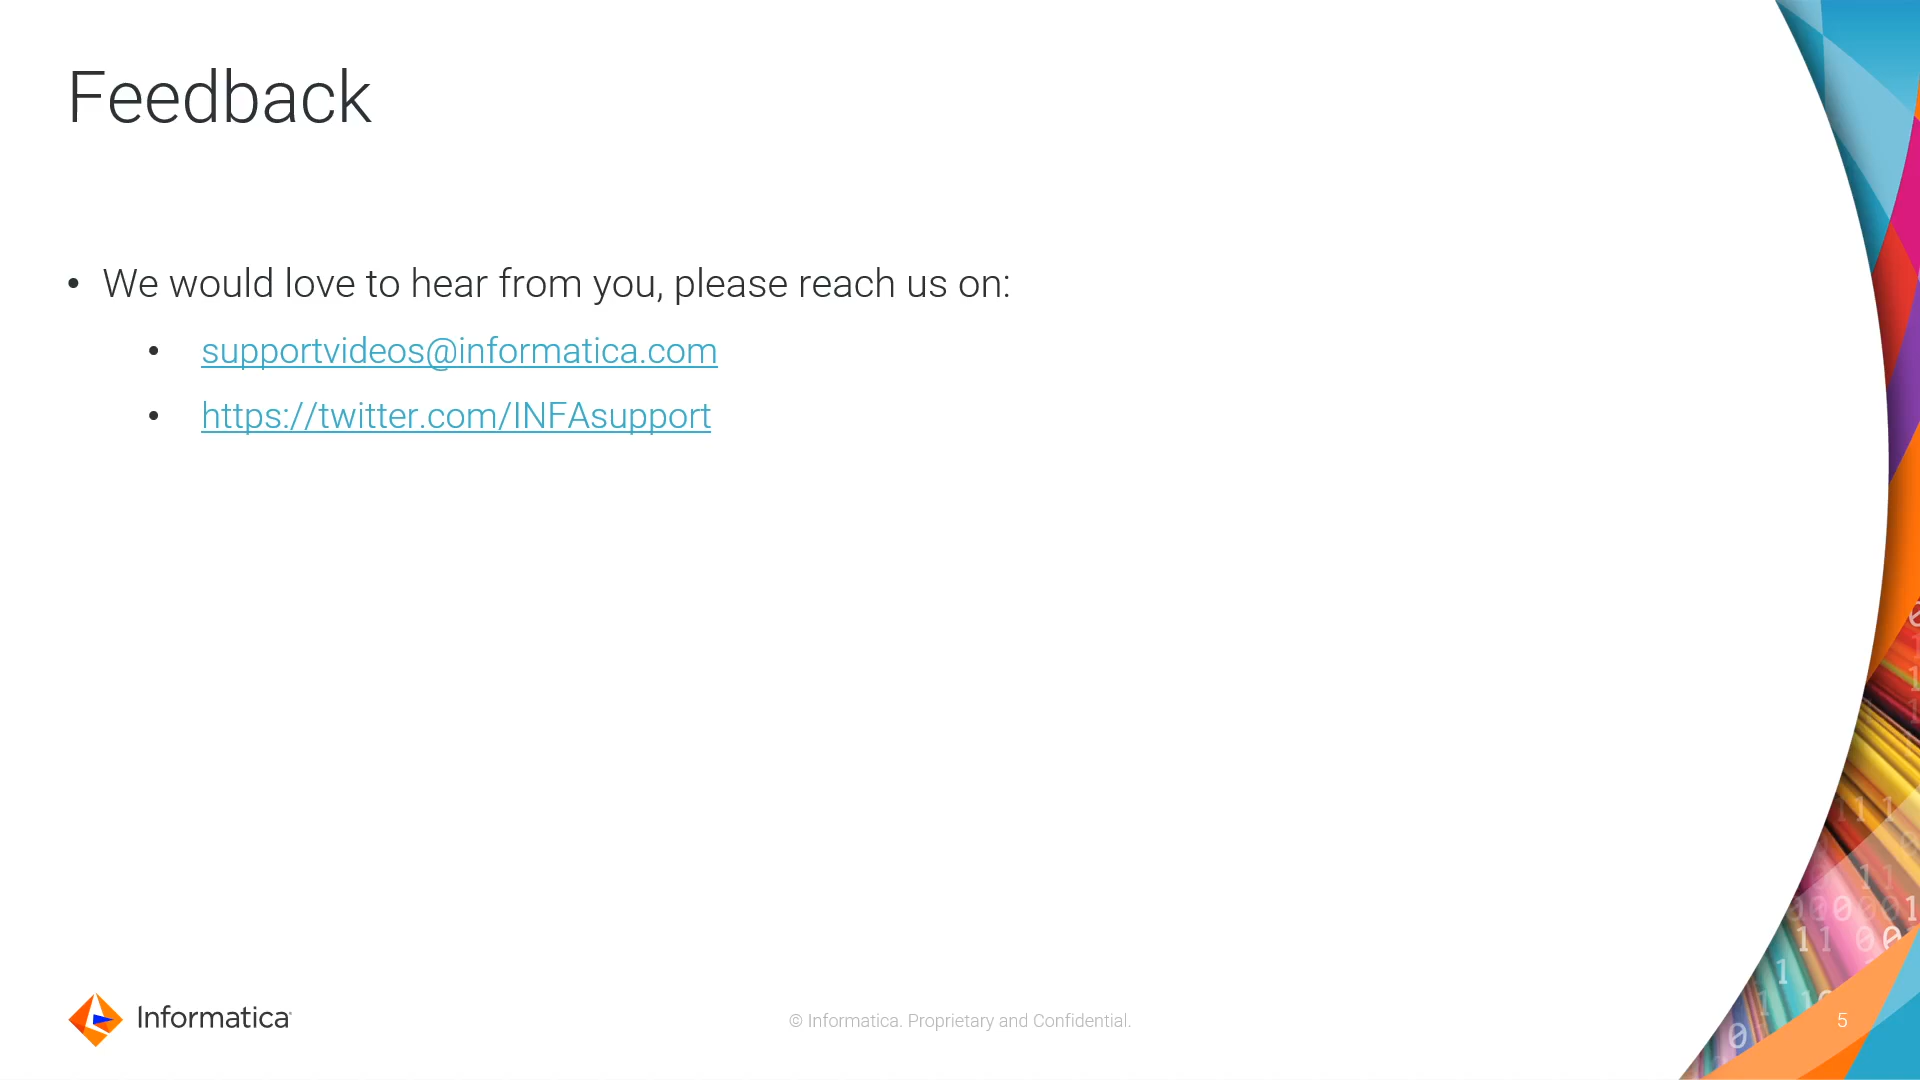 Feedback
• We would love to hear from you, please reach us on:
• supportvideos@informatica.com
• https://twitter.com/INFAsupport
Informatica
© Informatica. Proprietary and Confidential.
5